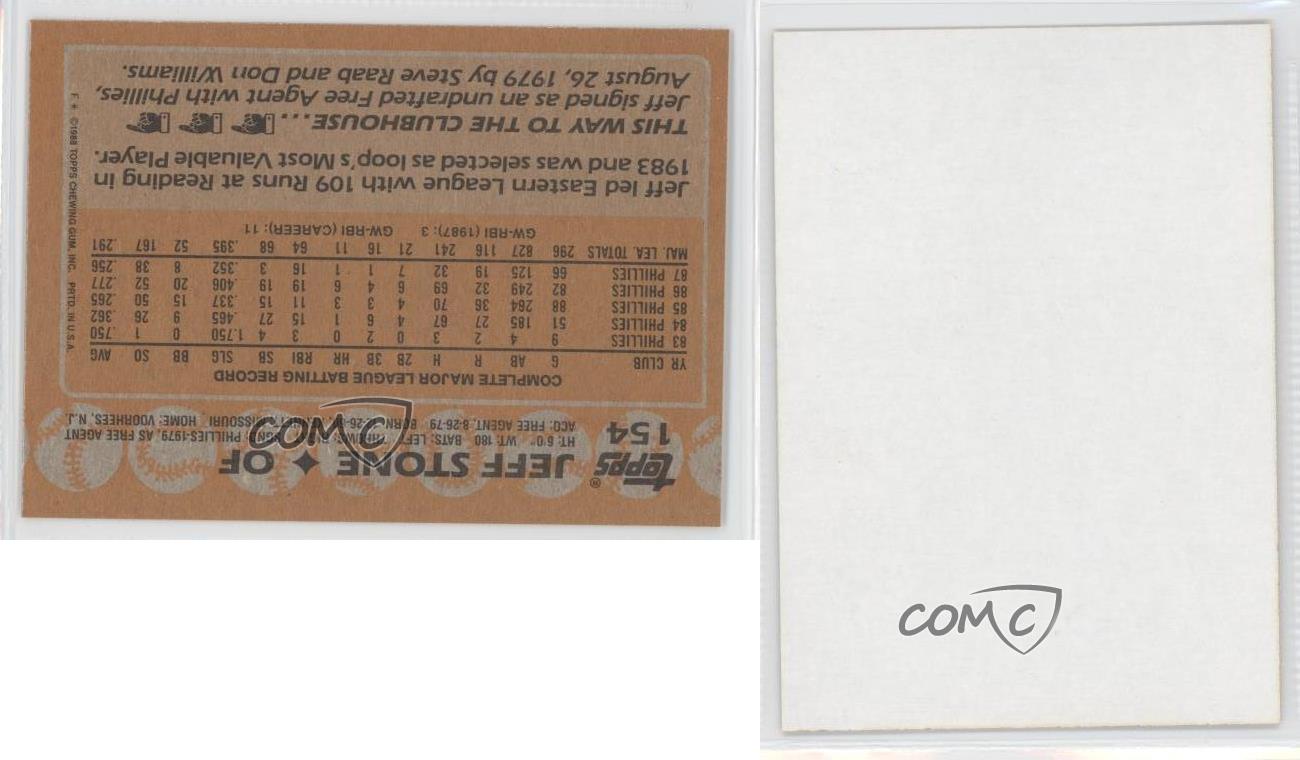 topps®
154
JEFF STONE ✦ OF
HT: 6'0" WT: 180 BATS: LEFT THROWS: PHILLIES-1979, AS FREE AGENT
ACQ: FREE AGENT, 8-26-79 BORN MISSOURI HOME: VOORHEES, N.J.
COMPLETE MAJOR LEAGUE BATTING RECORD
YR CLUB G AB R H 2B 3B HR RBI SB SLG BB SO AVG
83 PHILLIES 9 4 2 3 0 2 0 3 4 1.750 0 1 .750
84 PHILLIES 51 185 27 67 4 6 1 15 27 .465 9 26 .362
85 PHILLIES 88 264 36 70 4 3 3 11 15 .337 15 50 .265
86 PHILLIES 82 249 32 69 6 4 6 19 19 .406 20 52 .277
87 PHILLIES 66 125 19 32 7 1 1 16 3 .352 8 38 .256
MAJ. LEA. TOTALS 296 827 116 241 21 16 11 64 68 .395 52 167 .291
GW-RBI (1987): 3 GW-RBI (CAREER): 11
Jeff led Eastern League with 109 Runs at Reading in
1983 and was selected as loop's Most Valuable Player.
THIS WAY TO THE CLUBHOUSE....
Jeff signed as an undrafted Free Agent with Phillies,
August 26, 1979 by Steve Raab and Don Williams.
F * ©1988 TOPPS CHEWING GUM, INC. PRTD. IN U.S.A.
COMC
COMC